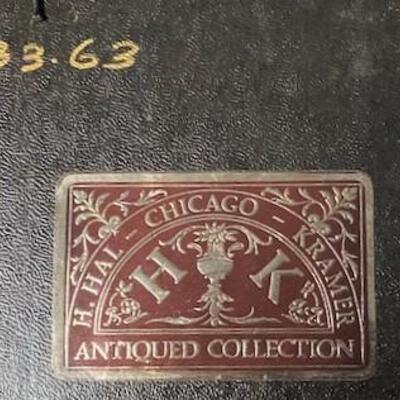 33.63
H. HAL - CHICAGO - KRAMER
H K
ANTIQUED COLLECTION